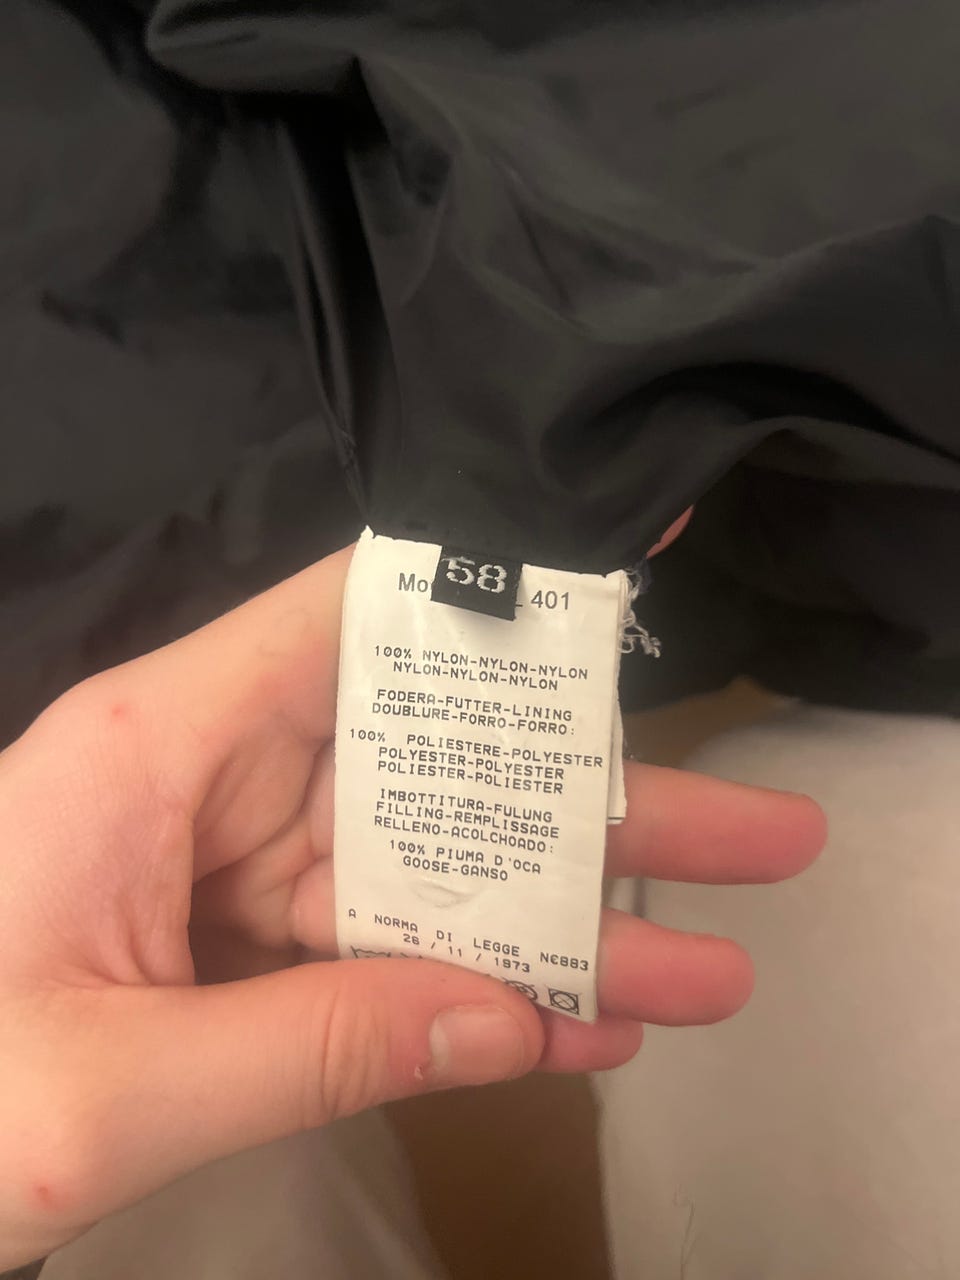 58
401
100% NYLON-NYLON-NYLON
NYLON-NYLON-NYLON
FODERA-FUTTER-LINING
DOUBLURE-FORRO-FORRO:
100% POLIESTERE-POLYESTER
POLYESTER-POLYESTER
POLIESTER-POLIESTER
IMBOTTITURA-FULUNG
FILLING-REMPLISSAGE
RELLENO-ACOLCHOADO:
100% PIUMA D'OCA
GOOSE-GANSO
A NORMA DI LEGGE N€883
26 / 11 / 1973